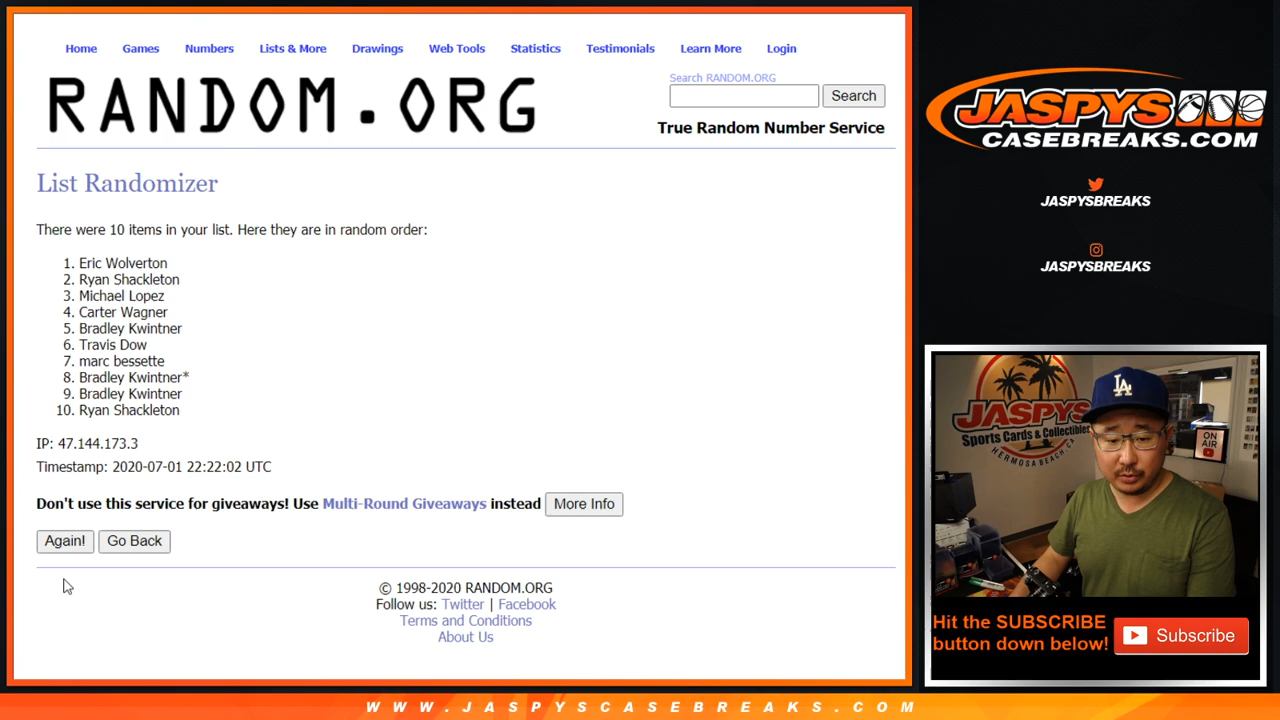 Home Games Numbers Lists & More Drawings Web Tools Statistics Testimonials Learn More Login
RANDOM.ORG
Search RANDOM.ORG
Search
True Random Number Service
List Randomizer
There were 10 items in your list. Here they are in random order:
1. Eric Wolverton
2. Ryan Shackleton
3. Michael Lopez
4. Carter Wagner
5. Bradley Kwintner
6. Travis Dow
7. marc bessette
8. Bradley Kwintner*
9. Bradley Kwintner
10. Ryan Shackleton
IP: 47.144.173.3
Timestamp: 2020-07-01 22:22:02 UTC
Don't use this service for giveaways! Use Multi-Round Giveaways instead More Info
Again! Go Back
© 1998-2020 RANDOM.ORG
Follow us: Twitter | Facebook
Terms and Conditions
About Us
JASPYS
CASEBREAKS.COM
JASPYSBREAKS
JASPYSBREAKS
JASPYS
Sports Cards & Collectibles
HERMOSA BEACH, CA
LA
ON AIR
Hit the SUBSCRIBE
button down below!
Subscribe
WWW.JASPYSCASEBREAKS.COM